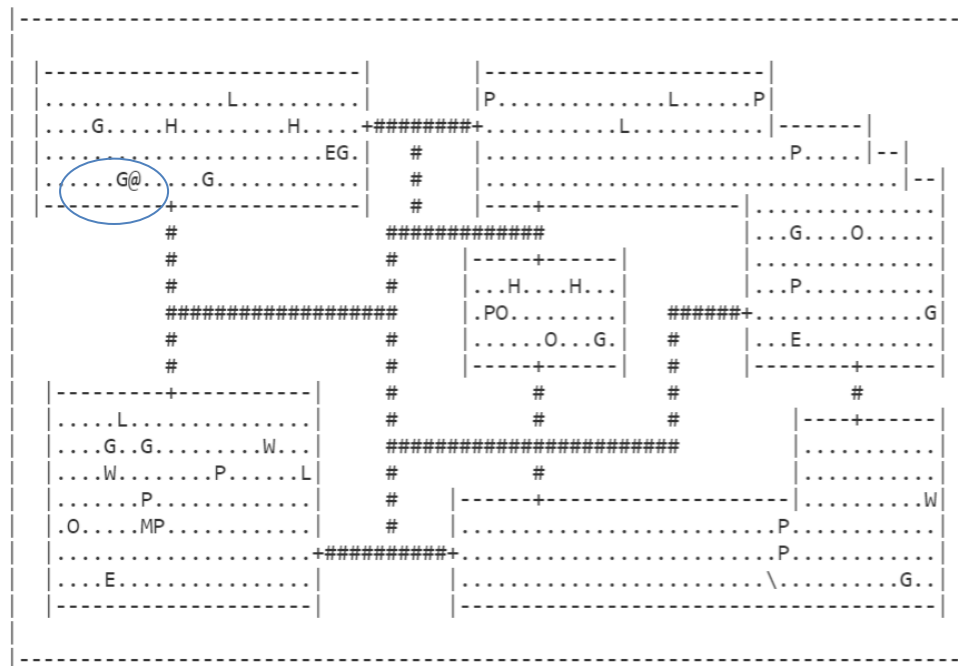 |-----------------------------------------------------------------------------
|
| |--------------------------|        |-----------------------|
| |...............L..........|        |P..............L......P|
| |....G.....H.........H.....+########+...........L...........|-------|
| |.......................EG.|   #    |.........................P.....|--|
| |......G@.....G............|   #    |..................................|--|
| |----------+---------------|   #    |----+----------------|...............|
|            #                 #############                |...G....O......|
|            #                 #     |-----+------|         |...............|
|            #                 #     |...H....H...|         |...P...........|
|            ###################     |.PO.........|   ######+..............G|
|            #                 #     |......O...G.|   #     |...E...........|
|            #                 #     |-----+------|   #     |--------+------|
|  |---------+-----------|     #           #          #              #
|  |.....L...............|     #           #          #         |----+------|
|  |....G..G.........W...|     ########################         |...........|
|  |....W........P......L|     #           #                    |...........|
|  |.......P.............|     #    |------+--------------------|..........W|
|  |.O.....MP............|     #    |..........................P............|
|  |.....................+##########+..........................P............|
|  |....E................|          |.........................\..........G..|
|  |---------------------|          |---------------------------------------|
|
|-----------------------------------------------------------------------------